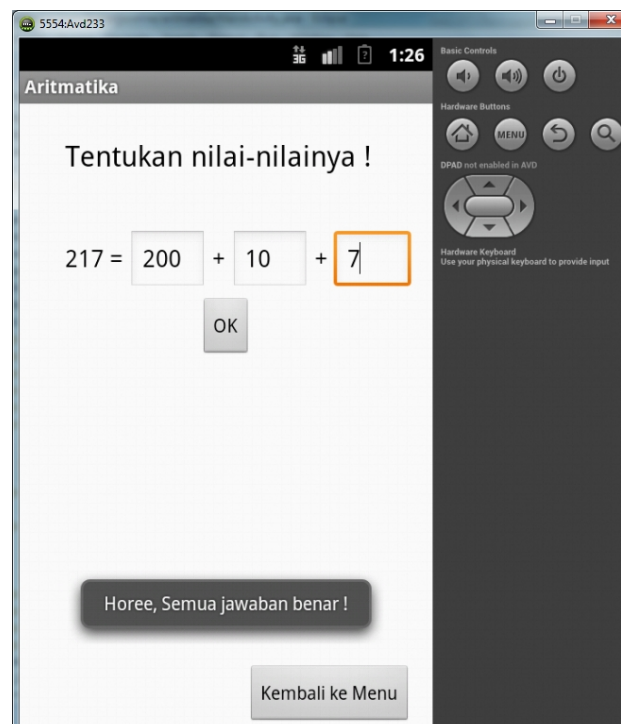 5554:Avd233
3G 1:26
Aritmatika
Tentukan nilai-nilainya !
217 = 200 + 10 + 7
OK
Horee, Semua jawaban benar !
Kembali ke Menu
Basic Controls
Hardware Buttons
MENU
DPAD not enabled in AVD
Hardware Keyboard
Use your physical keyboard to provide input